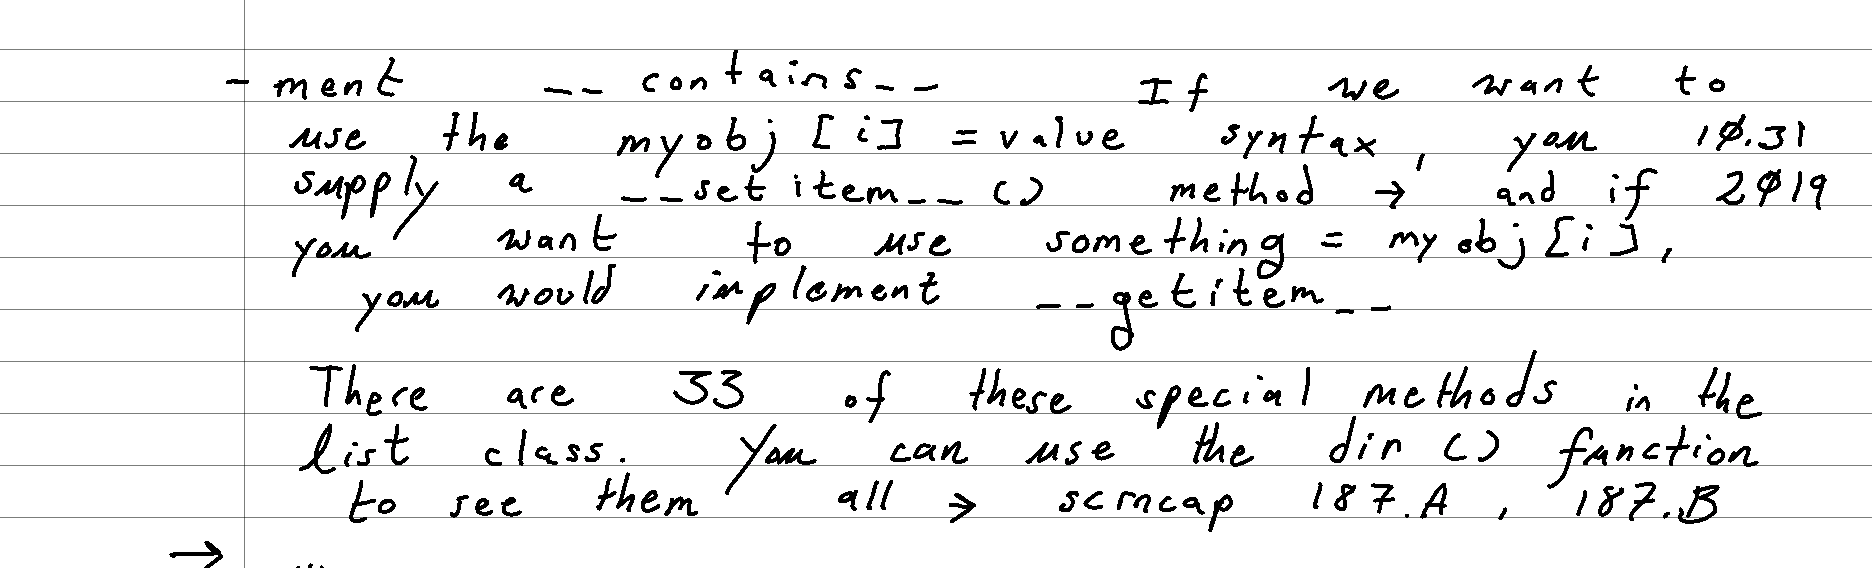 - ment __ contains__ If we want to
use the myobj [i] = value syntax, you 10.31
supply a __setitem__ () method → and if 2019
you want to use something = myobj[i],
you would implement __getitem__
There are 33 of these special methods in the
list class. You can use the dir () function
to see them all → scrncap 187.A, 187.B
→